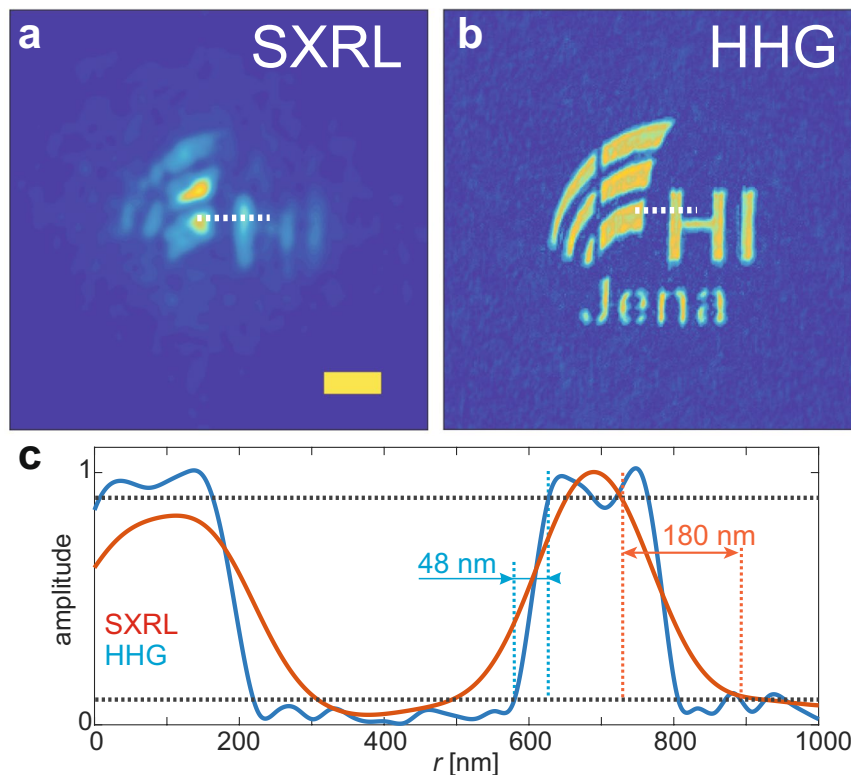 a
SXRL
b
HHG
HI
Jena
c
1
48 nm
180 nm
amplitude
SXRL
HHG
0
0
200
400
600
800
1000
r [nm]